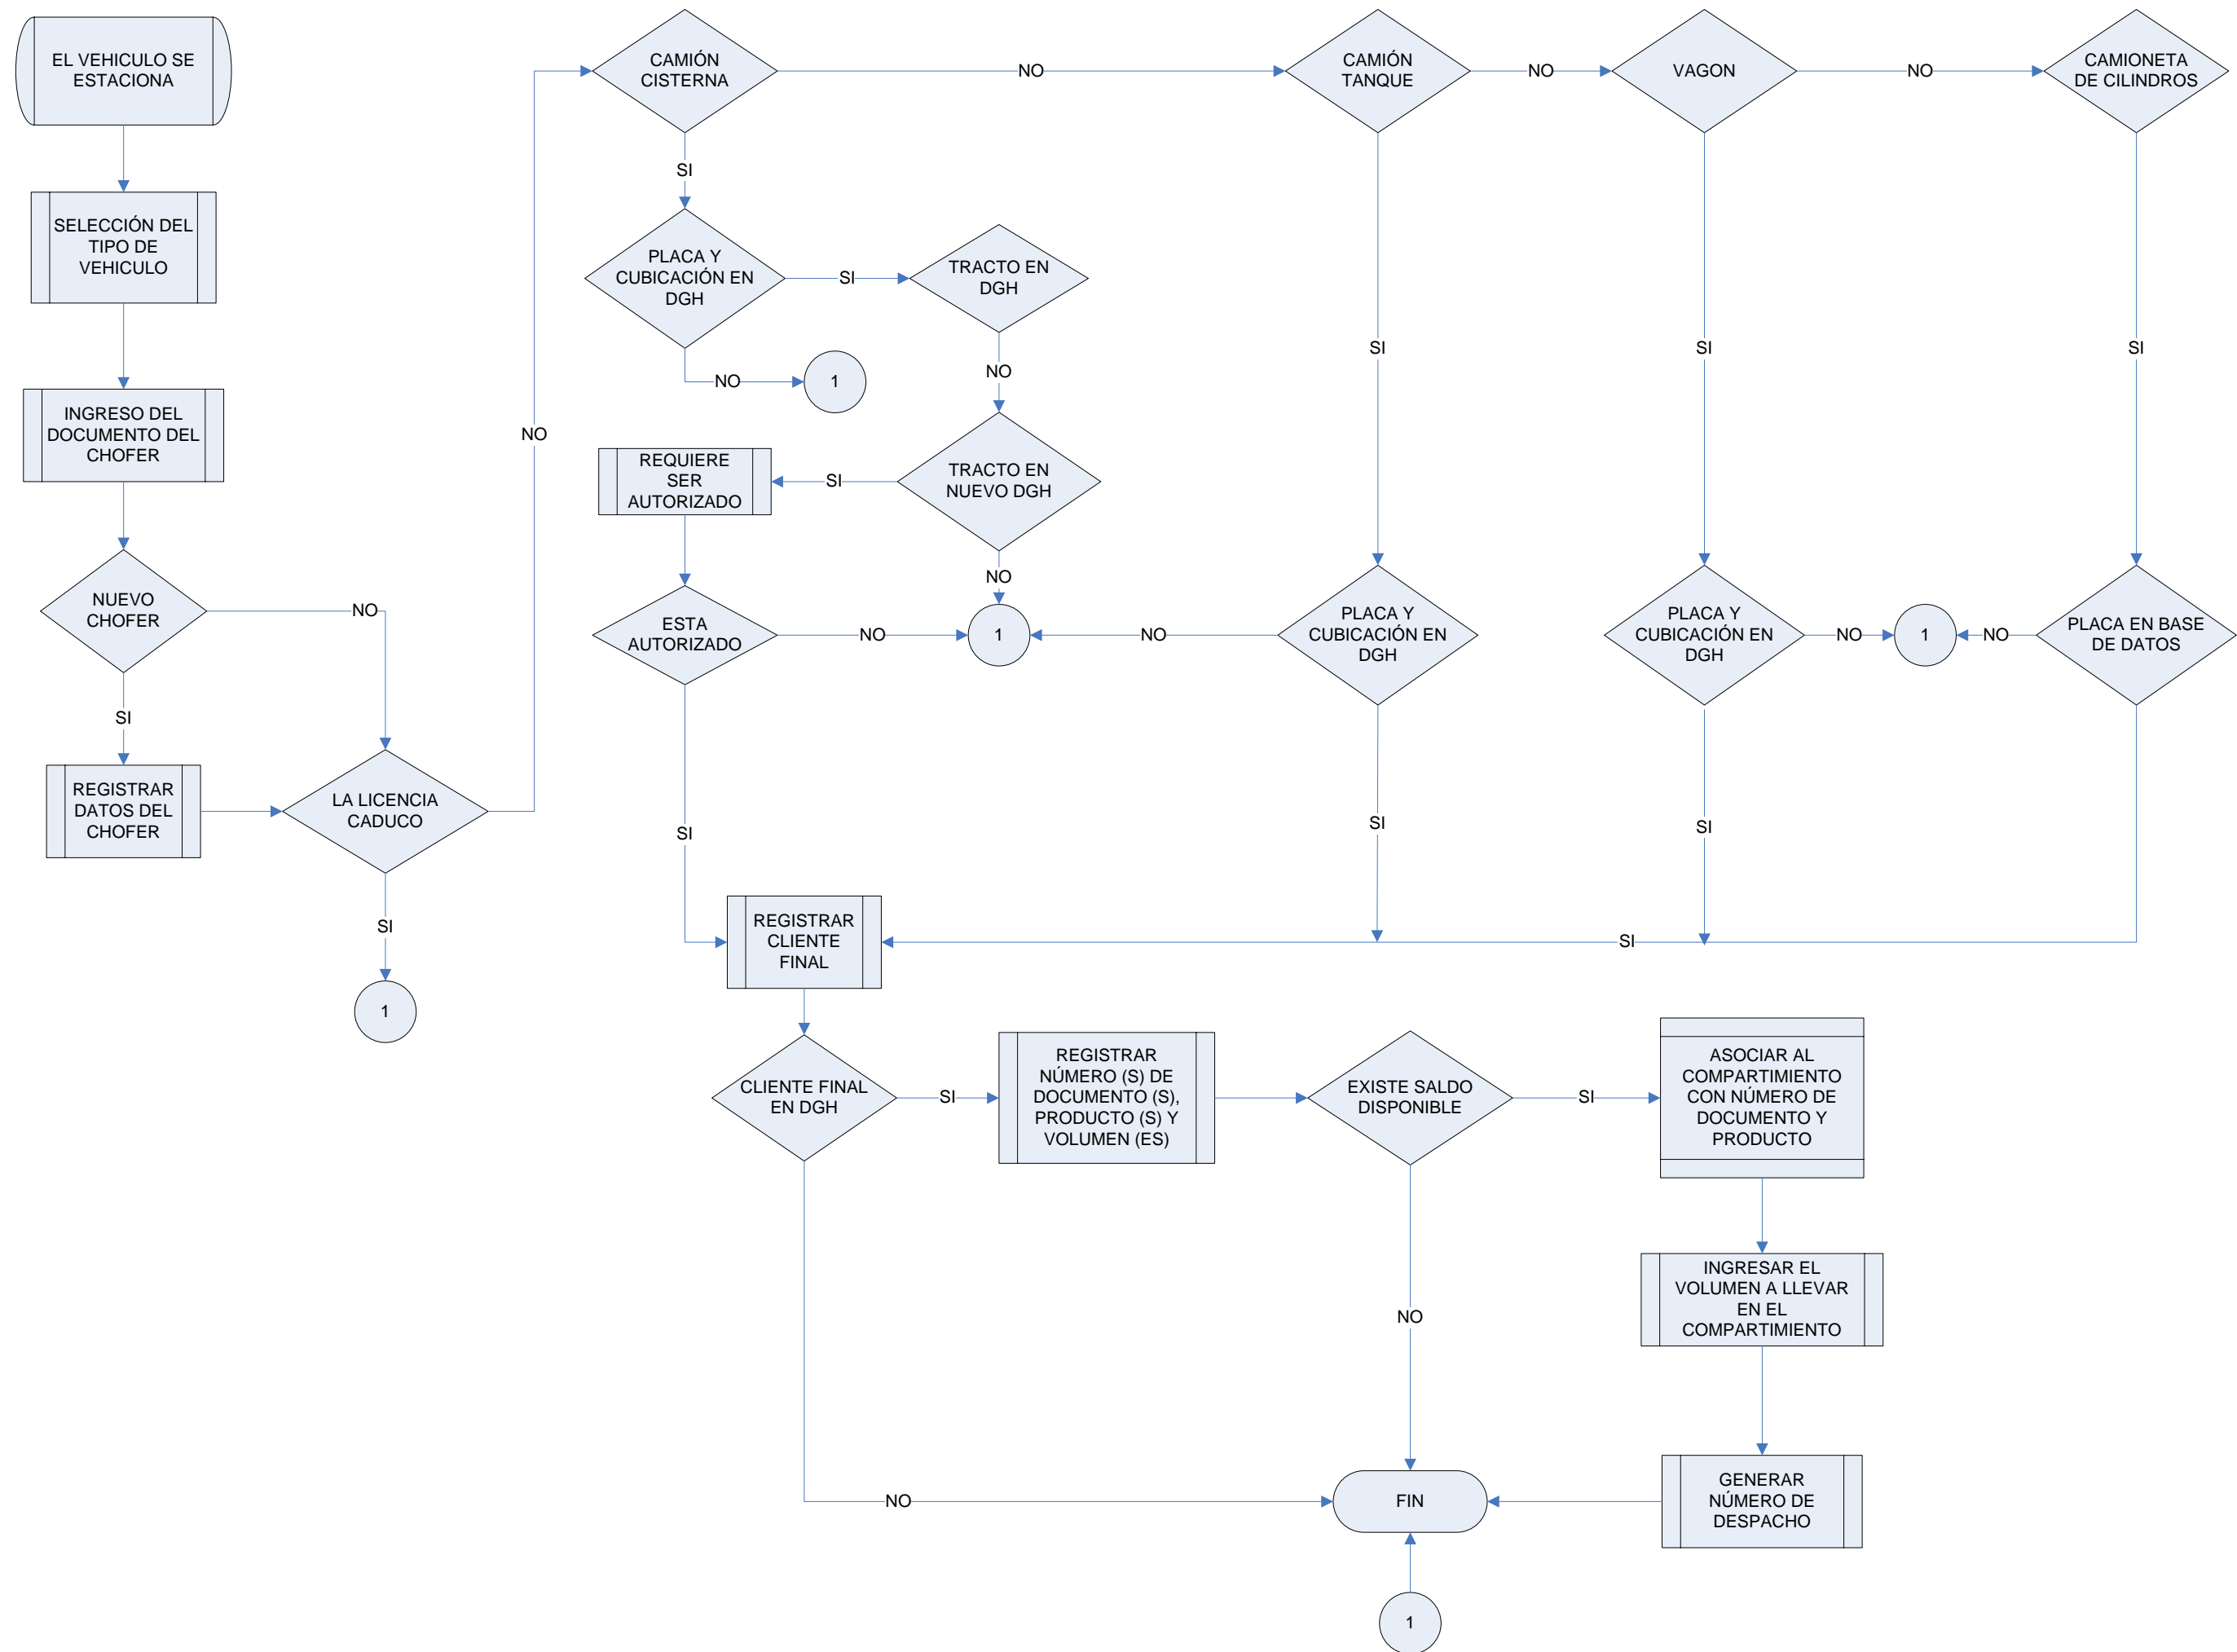 EL VEHICULO SE
ESTACIONA
SELECCIÓN DEL
TIPO DE
VEHICULO
INGRESO DEL
DOCUMENTO DEL
CHOFER
NUEVO
CHOFER
NO
SI
REGISTRAR
DATOS DEL
CHOFER
LA LICENCIA
CADUCO
SI
1
NO
CAMIÓN
CISTERNA
NO
CAMIÓN
TANQUE
NO
VAGON
NO
CAMIONETA
DE CILINDROS
SI
PLACA Y
CUBICACIÓN EN
DGH
SI
TRACTO EN
DGH
NO
1
NO
TRACTO EN
NUEVO DGH
SI
REQUIERE
SER
AUTORIZADO
NO
ESTA
AUTORIZADO
NO
1
NO
SI
PLACA Y
CUBICACIÓN EN
DGH
SI
PLACA Y
CUBICACIÓN EN
DGH
NO
1
NO
SI
PLACA EN BASE
DE DATOS
SI
SI
SI
SI
REGISTRAR
CLIENTE
FINAL
CLIENTE FINAL
EN DGH
SI
REGISTRAR
NÚMERO (S) DE
DOCUMENTO (S),
PRODUCTO (S) Y
VOLUMEN (ES)
EXISTE SALDO
DISPONIBLE
SI
ASOCIAR AL
COMPARTIMIENTO
CON NÚMERO DE
DOCUMENTO Y
PRODUCTO
INGRESAR EL
VOLUMEN A LLEVAR
EN EL
COMPARTIMIENTO
NO
NO
FIN
GENERAR
NÚMERO DE
DESPACHO
1